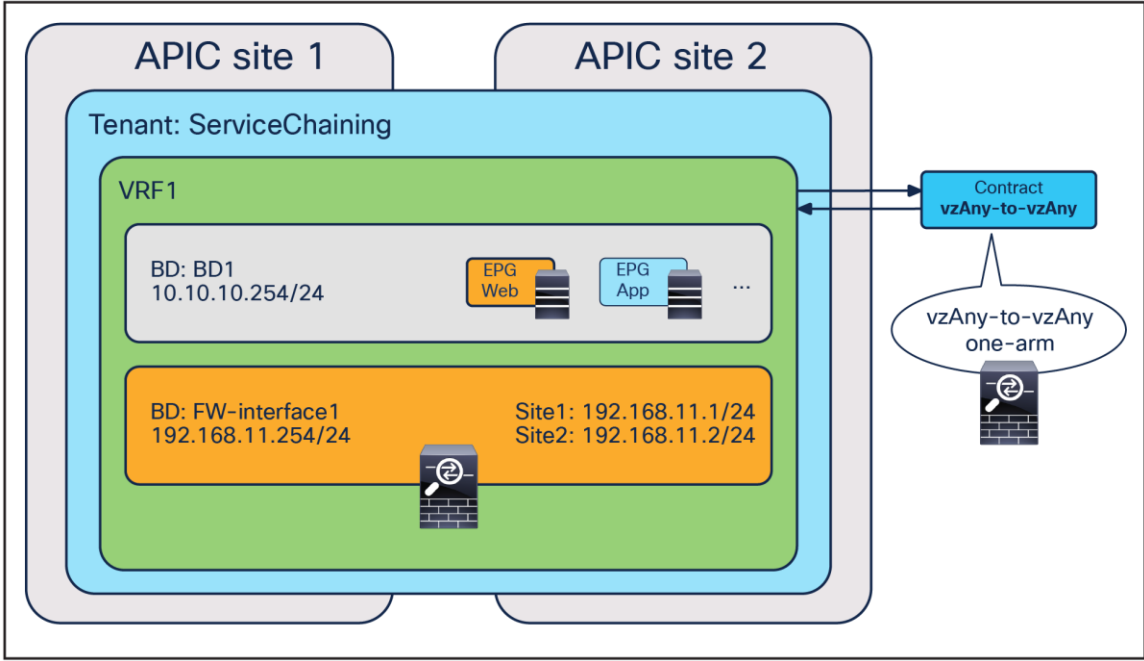 APIC site 1
APIC site 2
Tenant: ServiceChaining
VRF1
Contract
vzAny-to-vzAny
BD: BD1
10.10.10.254/24
EPG
Web
EPG
App
...
vzAny-to-vzAny
one-arm
BD: FW-interface1
192.168.11.254/24
Site1: 192.168.11.1/24
Site2: 192.168.11.2/24